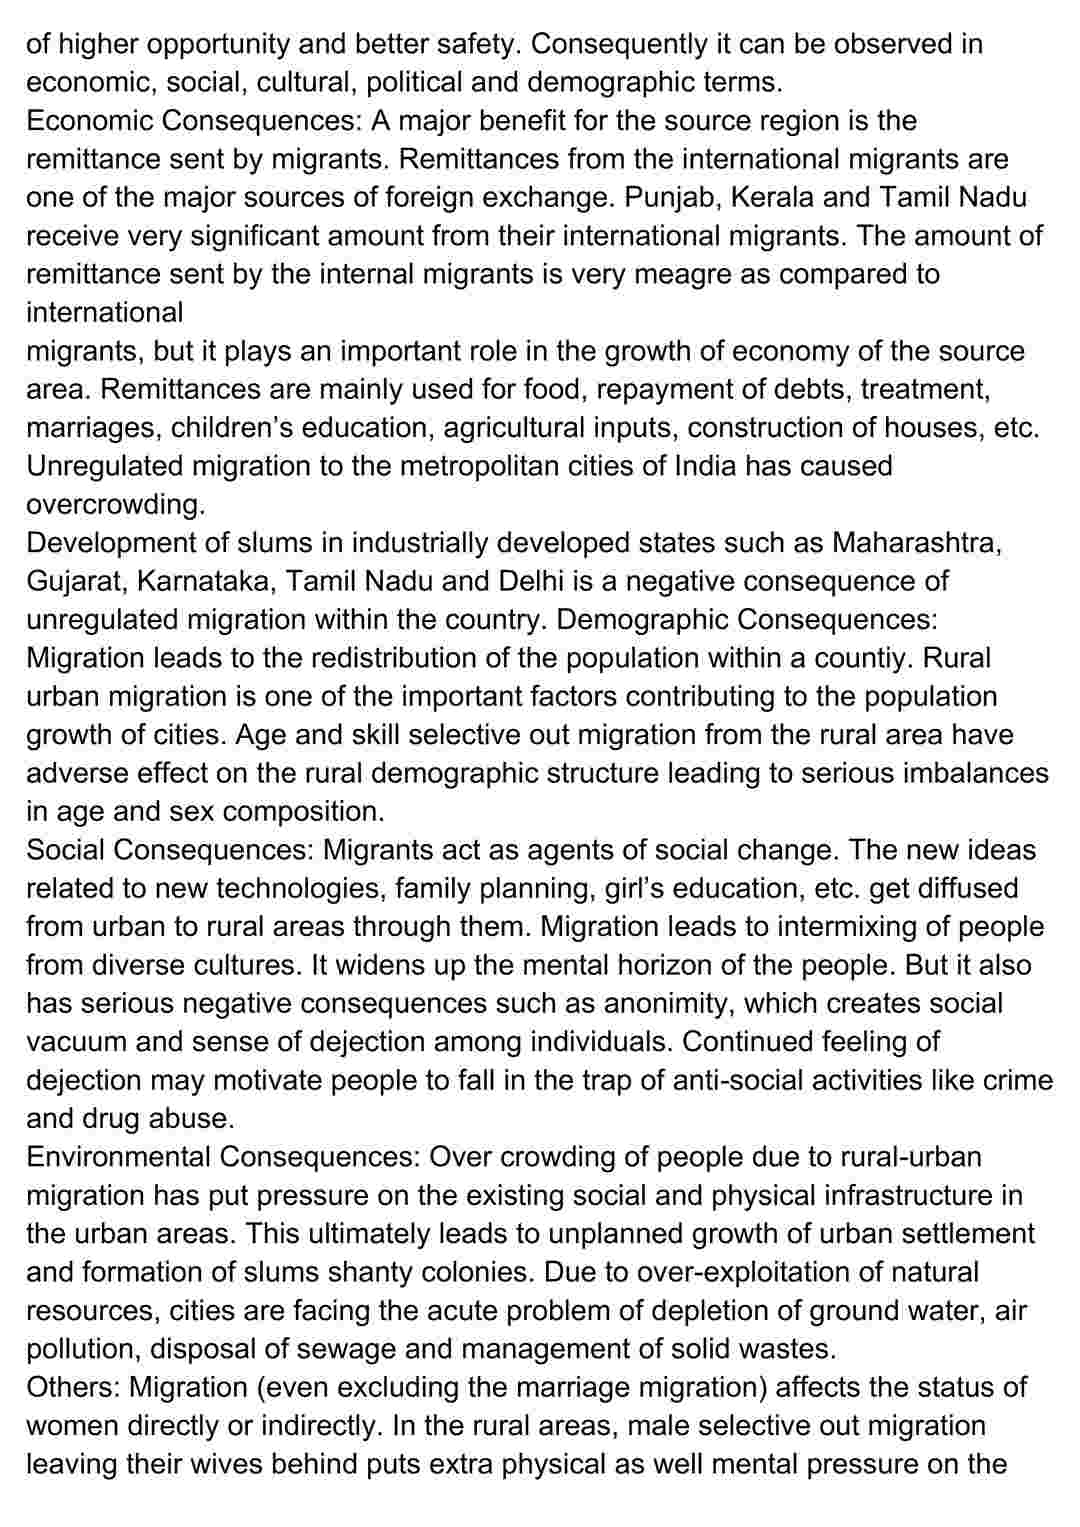 of higher opportunity and better safety. Consequently it can be observed in
economic, social, cultural, political and demographic terms.
Economic Consequences: A major benefit for the source region is the
remittance sent by migrants. Remittances from the international migrants are
one of the major sources of foreign exchange. Punjab, Kerala and Tamil Nadu
receive very significant amount from their international migrants. The amount of
remittance sent by the internal migrants is very meagre as compared to
international
migrants, but it plays an important role in the growth of economy of the source
area. Remittances are mainly used for food, repayment of debts, treatment,
marriages, children’s education, agricultural inputs, construction of houses, etc.
Unregulated migration to the metropolitan cities of India has caused
overcrowding.
Development of slums in industrially developed states such as Maharashtra,
Gujarat, Karnataka, Tamil Nadu and Delhi is a negative consequence of
unregulated migration within the country. Demographic Consequences:
Migration leads to the redistribution of the population within a countiy. Rural
urban migration is one of the important factors contributing to the population
growth of cities. Age and skill selective out migration from the rural area have
adverse effect on the rural demographic structure leading to serious imbalances
in age and sex composition.
Social Consequences: Migrants act as agents of social change. The new ideas
related to new technologies, family planning, girl’s education, etc. get diffused
from urban to rural areas through them. Migration leads to intermixing of people
from diverse cultures. It widens up the mental horizon of the people. But it also
has serious negative consequences such as anonimity, which creates social
vacuum and sense of dejection among individuals. Continued feeling of
dejection may motivate people to fall in the trap of anti-social activities like crime
and drug abuse.
Environmental Consequences: Over crowding of people due to rural-urban
migration has put pressure on the existing social and physical infrastructure in
the urban areas. This ultimately leads to unplanned growth of urban settlement
and formation of slums shanty colonies. Due to over-exploitation of natural
resources, cities are facing the acute problem of depletion of ground water, air
pollution, disposal of sewage and management of solid wastes.
Others: Migration (even excluding the marriage migration) affects the status of
women directly or indirectly. In the rural areas, male selective out migration
leaving their wives behind puts extra physical as well mental pressure on the